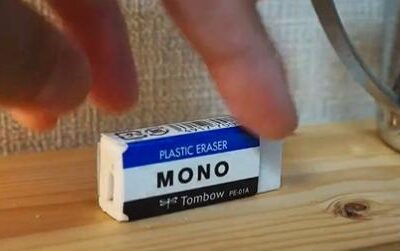 PLASTIC ERASER
MONO
Tombow PE-01A